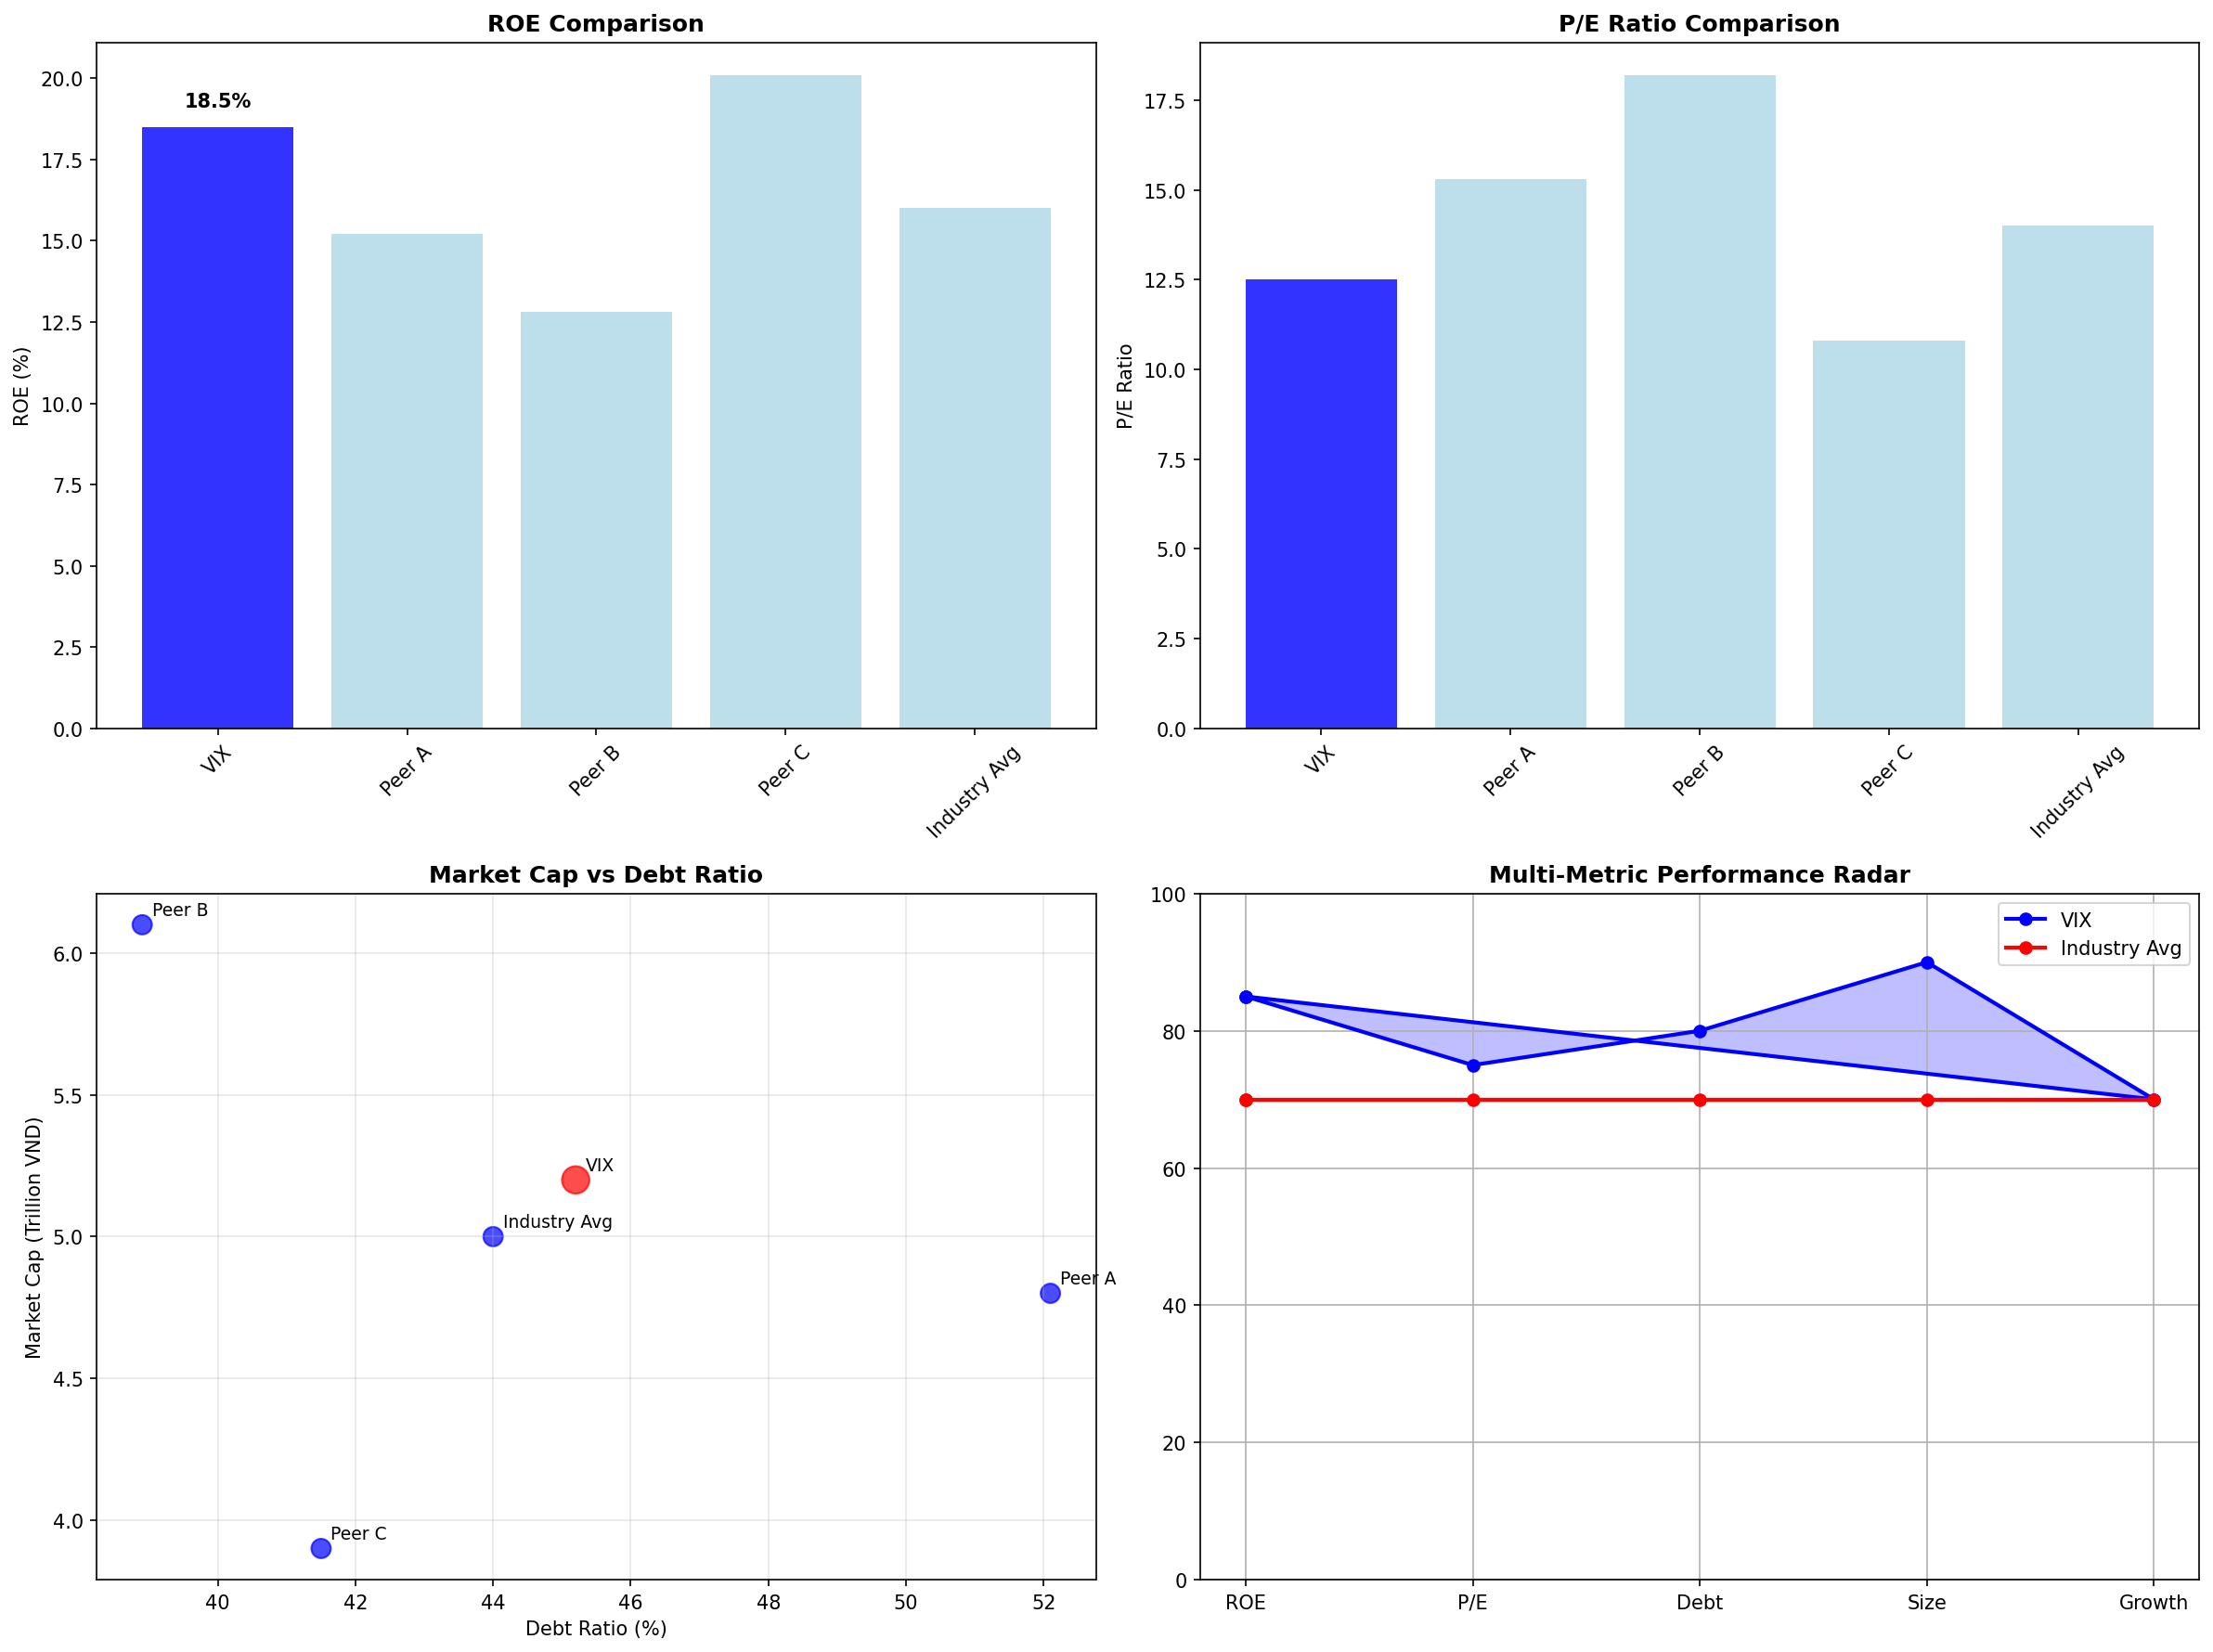 ROE Comparison
ROE (%)
20.0
17.5
15.0
12.5
10.0
7.5
5.0
2.5
0.0
18.5%
VIX
Peer A
Peer B
Peer C
Industry Avg
P/E Ratio Comparison
P/E Ratio
17.5
15.0
12.5
10.0
7.5
5.0
2.5
0.0
VIX
Peer A
Peer B
Peer C
Industry Avg
Market Cap vs Debt Ratio
Market Cap (Trillion VND)
6.0
5.5
5.0
4.5
4.0
Peer B
VIX
Industry Avg
Peer A
Peer C
40
42
44
46
48
50
52
Debt Ratio (%)
Multi-Metric Performance Radar
100
80
60
40
20
0
VIX
Industry Avg
ROE
P/E
Debt
Size
Growth